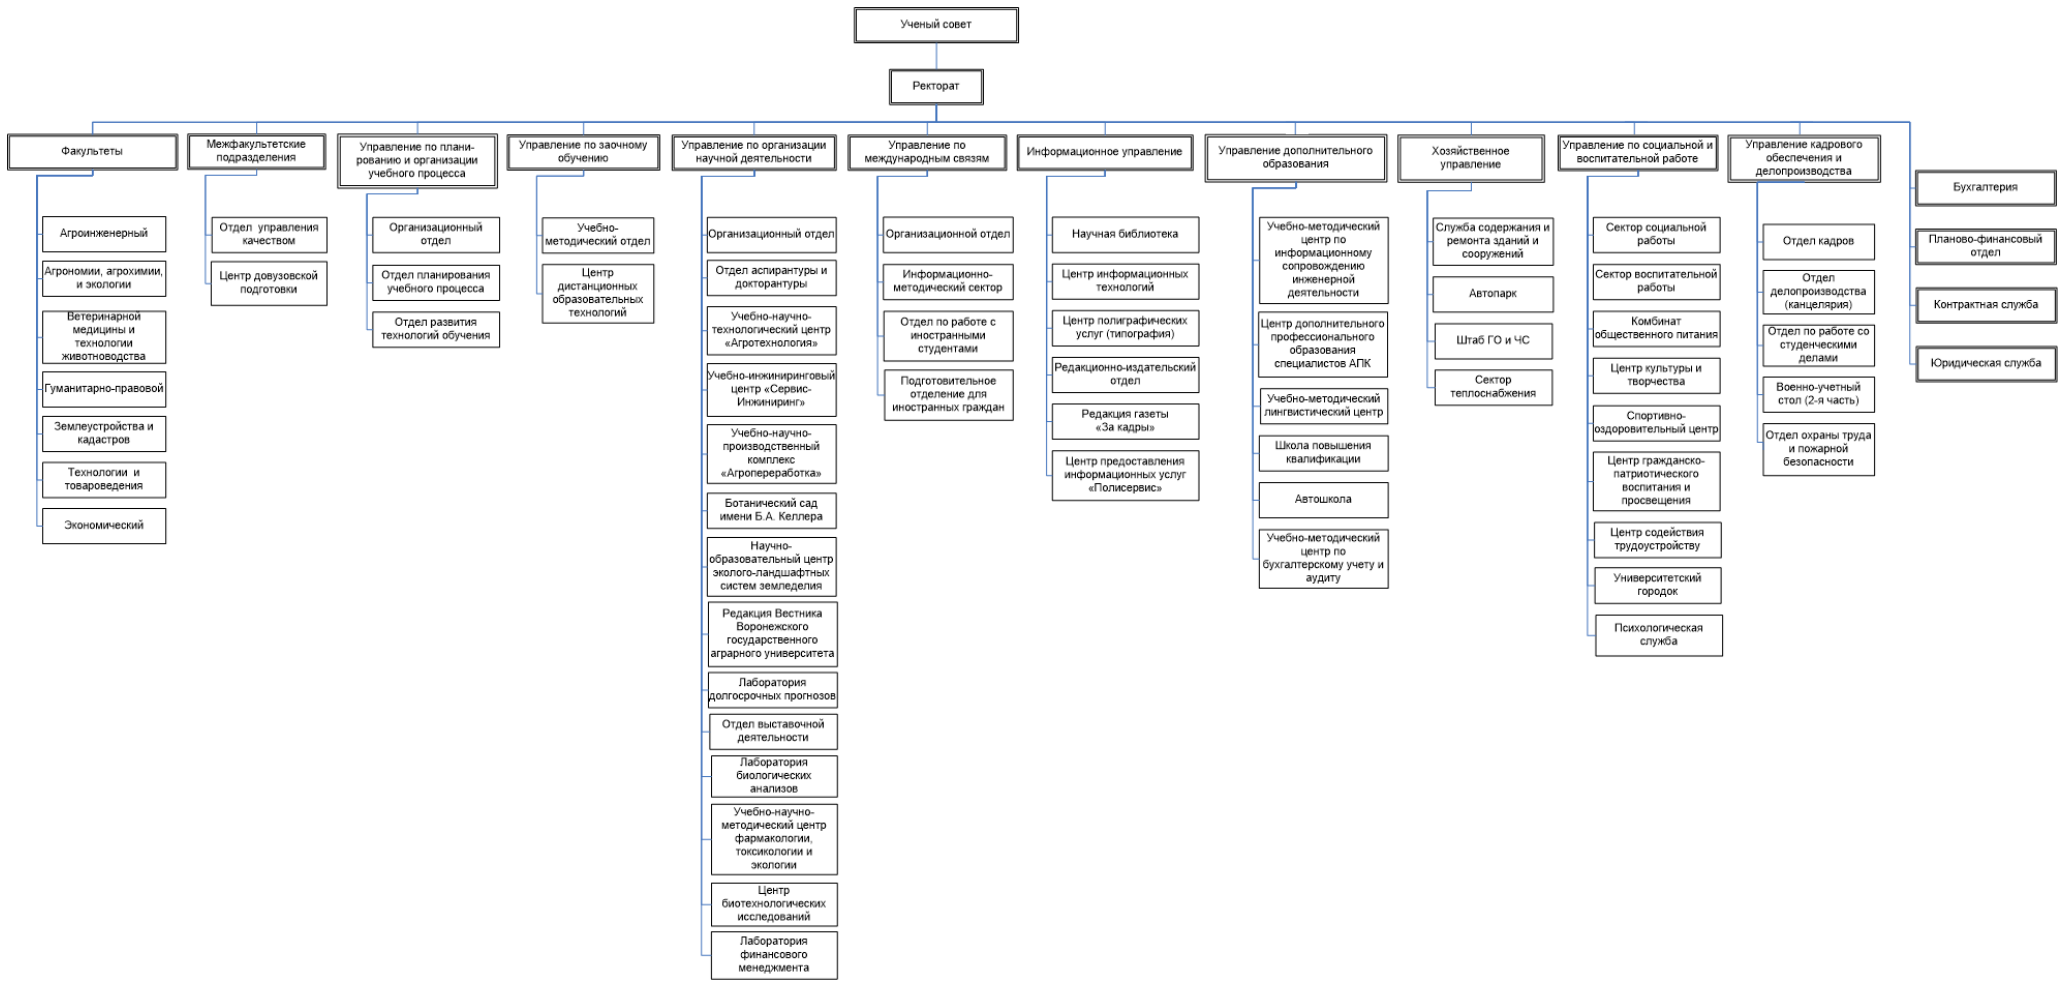 Ученый совет
Ректорат
Факультеты
Агроинженерный
Агрономии, агрохимии,
и экологии
Ветеринарной
медицины и
технологии
животноводства
Гуманитарно-правовой
Землеустройства и
кадастров
Технологии и
товароведения
Экономический
Межфакультетские
подразделения
Отдел управления
качеством
Центр довузовской
подготовки
Управление по плани-
рованию и организации
учебного процесса
Организационный
отдел
Отдел планирования
учебного процесса
Отдел развития
технологий обучения
Управление по заочному
обучению
Учебно-
методический отдел
Центр
дистанционных
образовательных
технологий
Управление по организации
научной деятельности
Организационный отдел
Отдел аспирантуры и
докторантуры
Учебно-научно-
технологический центр
«Агротехнология»
Учебно-инжиниринговый
центр «Сервис-
Инжиниринг»
Учебно-научно-
производственный
комплекс
«Агропереработка»
Ботанический сад
имени Б.А. Келлера
Научно-
образовательный центр
эколого-ландшафтных
систем земледелия
Редакция Вестника
Воронежского
государственного
аграрного университета
Лаборатория
долгосрочных прогнозов
Отдел выставочной
деятельности
Лаборатория
биологических
анализов
Учебно-научно-
методический центр
фармакологии,
токсикологии и
экологии
Центр
биотехнологических
исследований
Лаборатория
финансового
менеджмента
Управление по
международным связям
Организационной отдел
Информационно-
методический сектор
Отдел по работе с
иностранными
студентами
Подготовительное
отделение для
иностранных граждан
Информационное управление
Научная библиотека
Центр информационных
технологий
Центр полиграфических
услуг (типография)
Редакционно-издательский
отдел
Редакция газеты
«За кадры»
Центр предоставления
информационных услуг
«Полисервис»
Управление дополнительного
образования
Учебно-методический
центр по
информационному
сопровождению
инженерной
деятельности
Центр дополнительного
профессионального
образования
специалистов АПК
Учебно-методический
лингвистический центр
Школа повышения
квалификации
Автошкола
Учебно-методический
центр по
бухгалтерскому учету и
аудиту
Хозяйственное
управление
Служба содержания и
ремонта зданий и
сооружений
Автопарк
Штаб ГО и ЧС
Сектор
теплоснабжения
Управление по социальной и
воспитательной работе
Сектор социальной
работы
Сектор воспитательной
работы
Комбинат
общественного питания
Центр культуры и
творчества
Спортивно-
оздоровительный центр
Центр гражданско-
патриотического
воспитания и
просвещения
Центр содействия
трудоустройству
Университетский
городок
Психологическая
служба
Управление кадрового
обеспечения и
делопроизводства
Отдел кадров
Отдел
делопроизводства
(канцелярия)
Отдел по работе со
студенческими
делами
Военно-учетный
стол (2-я часть)
Отдел охраны труда
и пожарной
безопасности
Бухгалтерия
Планово-финансовый
отдел
Контрактная служба
Юридическая служба